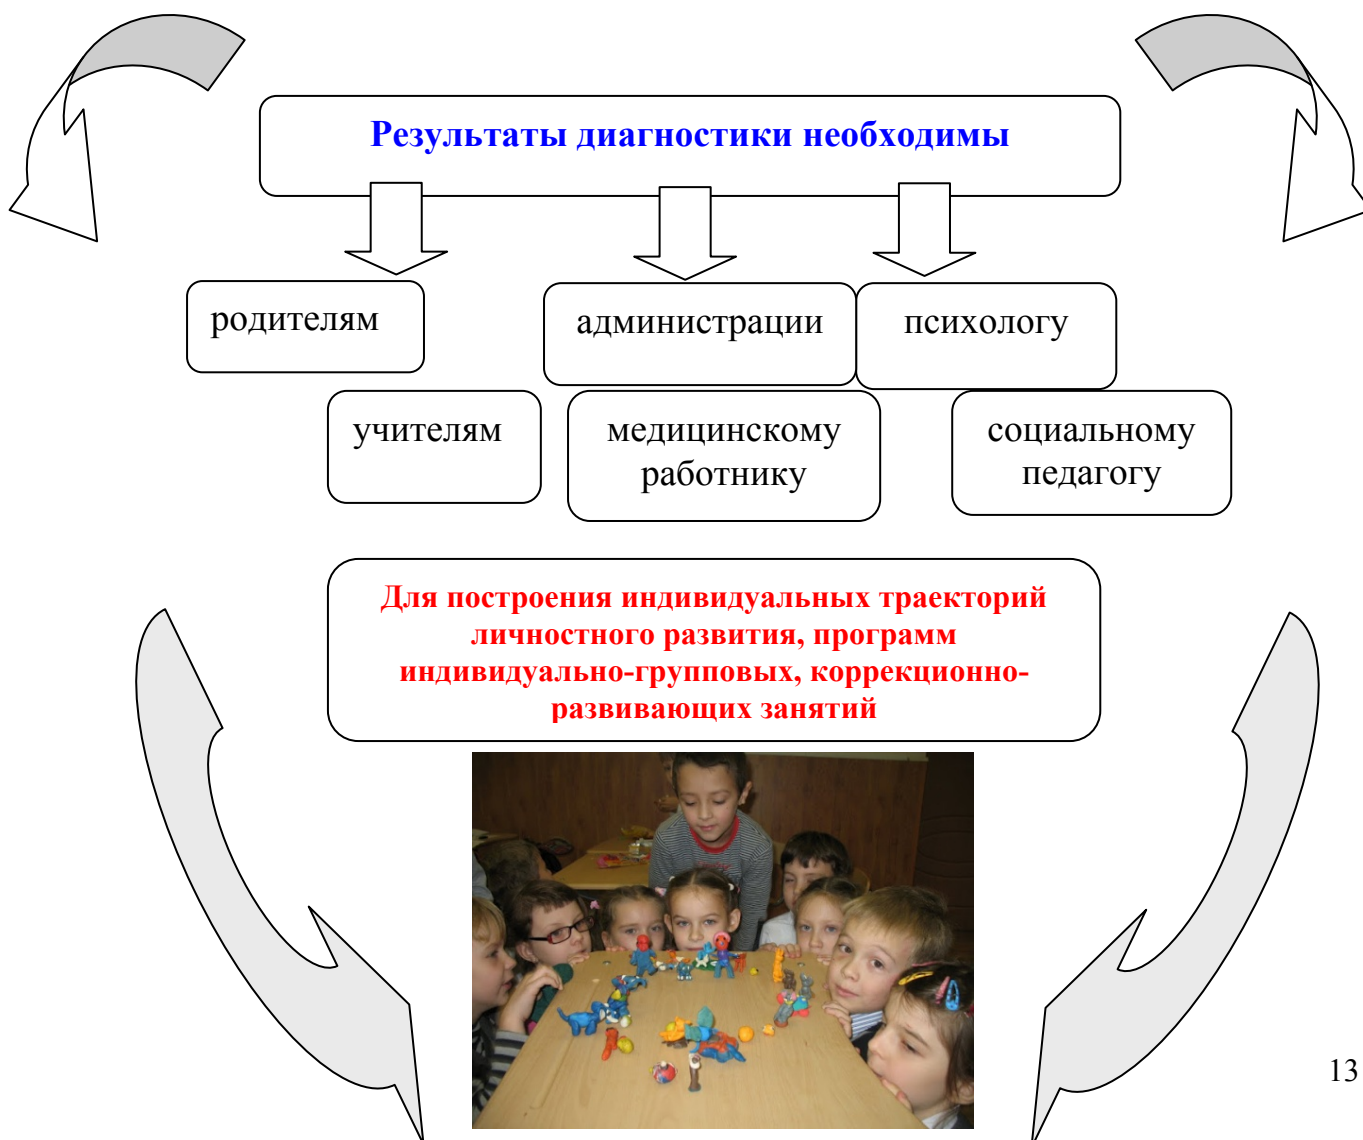 Результаты диагностики необходимы
родителям
администрации
психологу
учителям
медицинскому
работнику
социальному
педагогу
Для построения индивидуальных траекторий
личностного развития, программ
индивидуально-групповых, коррекционно-
развивающих занятий
13